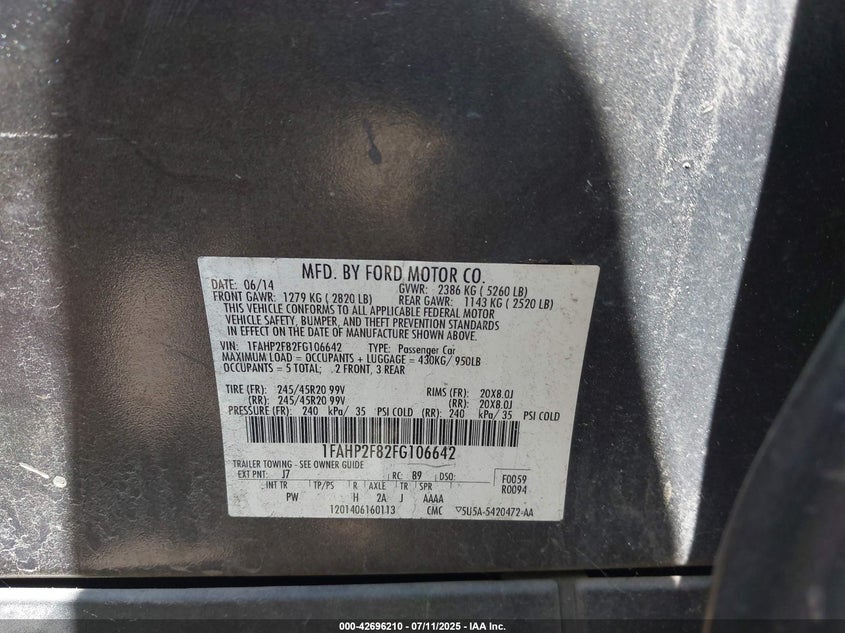 MFD. BY FORD MOTOR CO.
DATE: 06/14 GVWR: 2386 KG ( 5260 LB)
FRONT GAWR: 1279 KG ( 2820 LB) REAR GAWR: 1143 KG ( 2520 LB)
THIS VEHICLE CONFORMS TO ALL APPLICABLE FEDERAL MOTOR
VEHICLE SAFETY, BUMPER, AND THEFT PREVENTION STANDARDS
IN EFFECT ON THE DATE OF MANUFACTURE SHOWN ABOVE.
VIN: 1FAHP2F82FG106642 TYPE: Passenger Car
MAXIMUM LOAD = OCCUPANTS + LUGGAGE = 430KG/ 950LB
OCCUPANTS = 5 TOTAL; 2 FRONT, 3 REAR
TIRE (FR): 245/45R20 99V RIMS (FR): 20X8.0J
(RR): 245/45R20 99V (RR): 20X8.0J
PRESSURE (FR): 240 kPa/ 35 PSI COLD (RR): 240 kPa/ 35 PSI COLD
1FAHP2F82FG106642
TRAILER TOWING - SEE OWNER GUIDE
EXT PNT: J7 RC: B9 DSO: F0059
INT TR TP/PS R AXLE TR SPR R0094
PW H 2A J AAAA
1201406160113 CMC ▽5U5A-5420472-AA
000-42696210 - 07/11/2025 - IAA Inc.